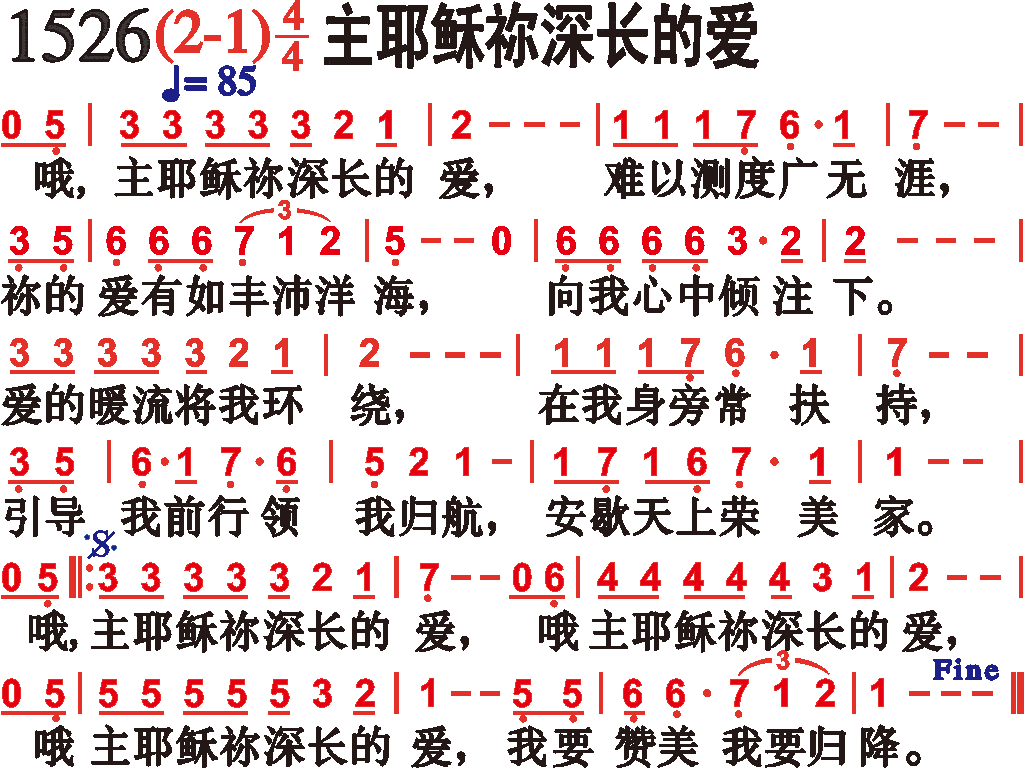 1526(2-1) 4/4 主耶稣祢深长的爱
♩= 85
0 5 | 3 3 3 3 3 2 1 | 2 - - - | 1 1 1 7 6 · 1 | 7 - - |
哦, 主耶稣祢深长的 爱, 难以测度广无 涯,
3 5 | 6 6 6 7 1 2 | 5 - - 0 | 6 6 6 6 3 · 2 | 2 - - - |
3
祢的 爱有如丰沛洋 海, 向我心中倾 注 下。
3 3 3 3 3 2 1 | 2 - - - | 1 1 1 7 6 · 1 | 7 - - |
爱的暖流将我环 绕, 在我身旁常 扶 持,
3 5 | 6 · 1 7 · 6 | 5 2 1 - | 1 7 1 6 7 · 1 | 1 - - |
引导 我前行 领 我归航, 安歇天上荣 美 家。
0 5 ‖: 3 3 3 3 3 2 1 | 7 - - 0 6 | 4 4 4 4 4 3 1 | 2 - - |
哦, 主耶稣祢深长的 爱, 哦 主耶稣祢深长的 爱,
Fine
0 5 | 5 5 5 5 5 3 2 | 1 - - 5 5 | 6 6 · 7 1 2 | 1 - - - ‖
3
哦 主耶稣祢深长的 爱, 我要 赞美 我要归 降。